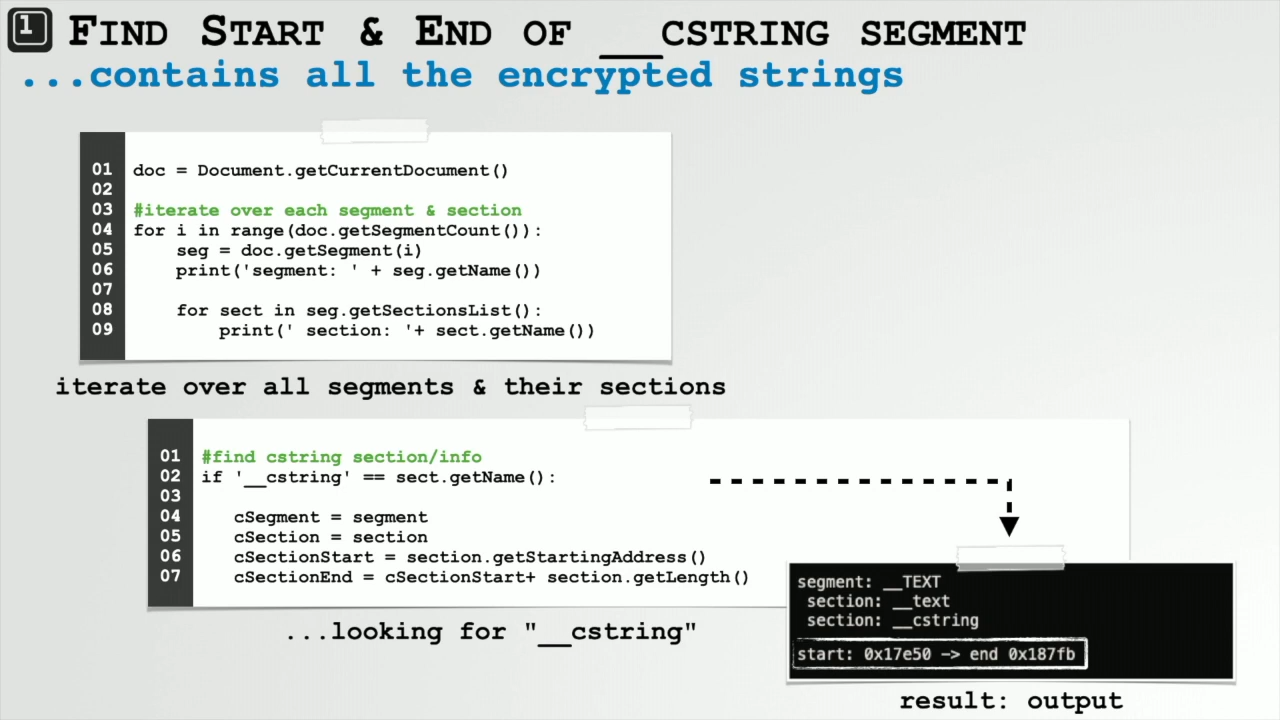 1 Find Start & End of __cstring segment
...contains all the encrypted strings
01 doc = Document.getCurrentDocument()
02
03 #iterate over each segment & section
04 for i in range(doc.getSegmentCount()):
05     seg = doc.getSegment(i)
06     print('segment: ' + seg.getName())
07
08     for sect in seg.getSectionsList():
09         print(' section: '+ sect.getName())
iterate over all segments & their sections
01 #find cstring section/info
02 if '__cstring' == sect.getName():
03
04    cSegment = segment
05    cSection = section
06    cSectionStart = section.getStartingAddress()
07    cSectionEnd = cSectionStart+ section.getLength()
...looking for "__cstring"
segment: __TEXT
 section: __text
 section: __cstring
start: 0x17e50 -> end 0x187fb
result: output